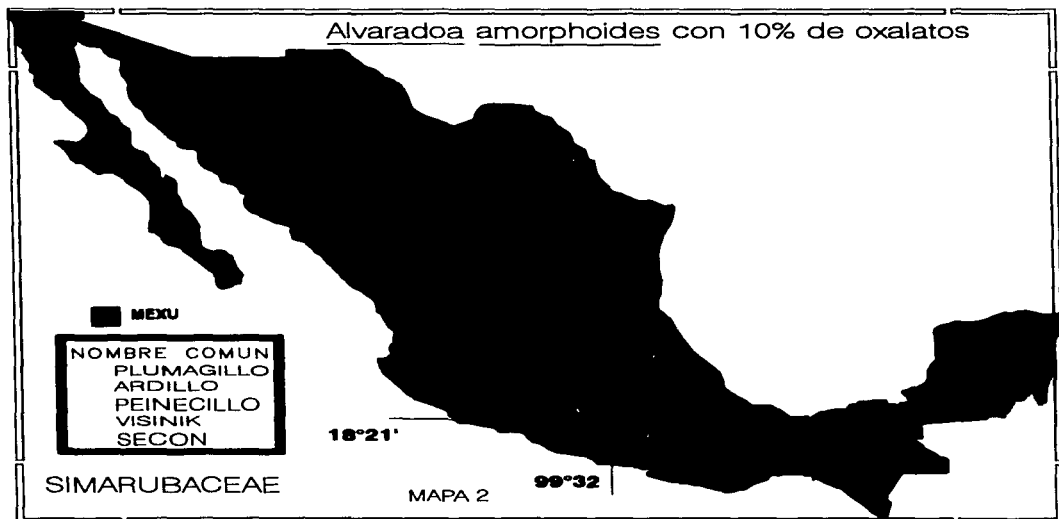 Alvaradoa amorphoides con 10% de oxalatos
MEXU
NOMBRE COMUN
PLUMAGILLO
ARDILLO
PEINECILLO
VISINIK
SECON
18°21'
99°32
SIMARUBACEAE
MAPA 2